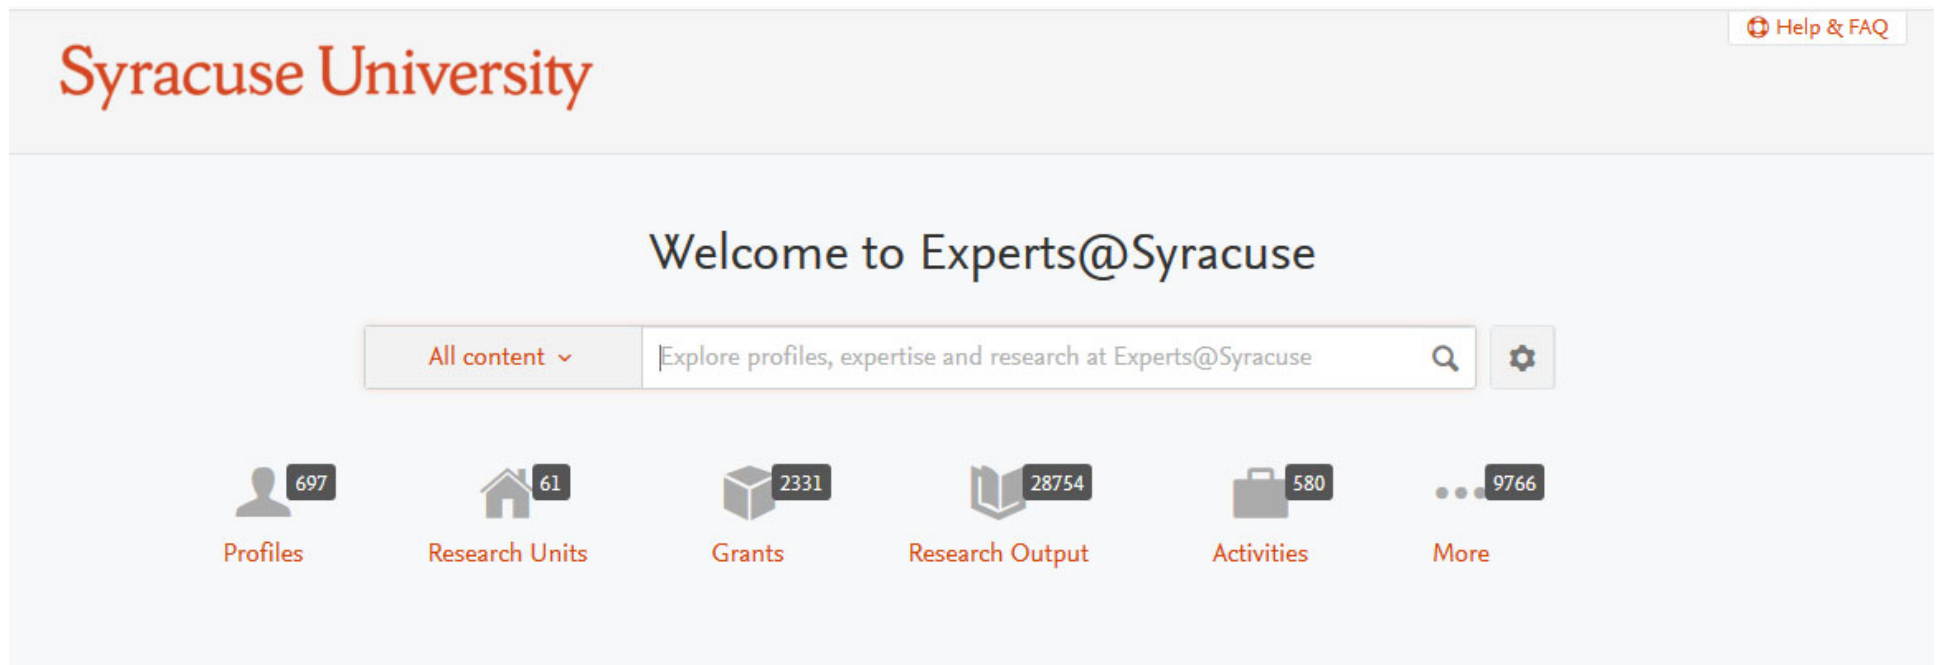 Help & FAQ
Syracuse University
Welcome to Experts@Syracuse
All content
Explore profiles, expertise and research at Experts@Syracuse
697
61
2331
28754
580
9766
Profiles
Research Units
Grants
Research Output
Activities
More